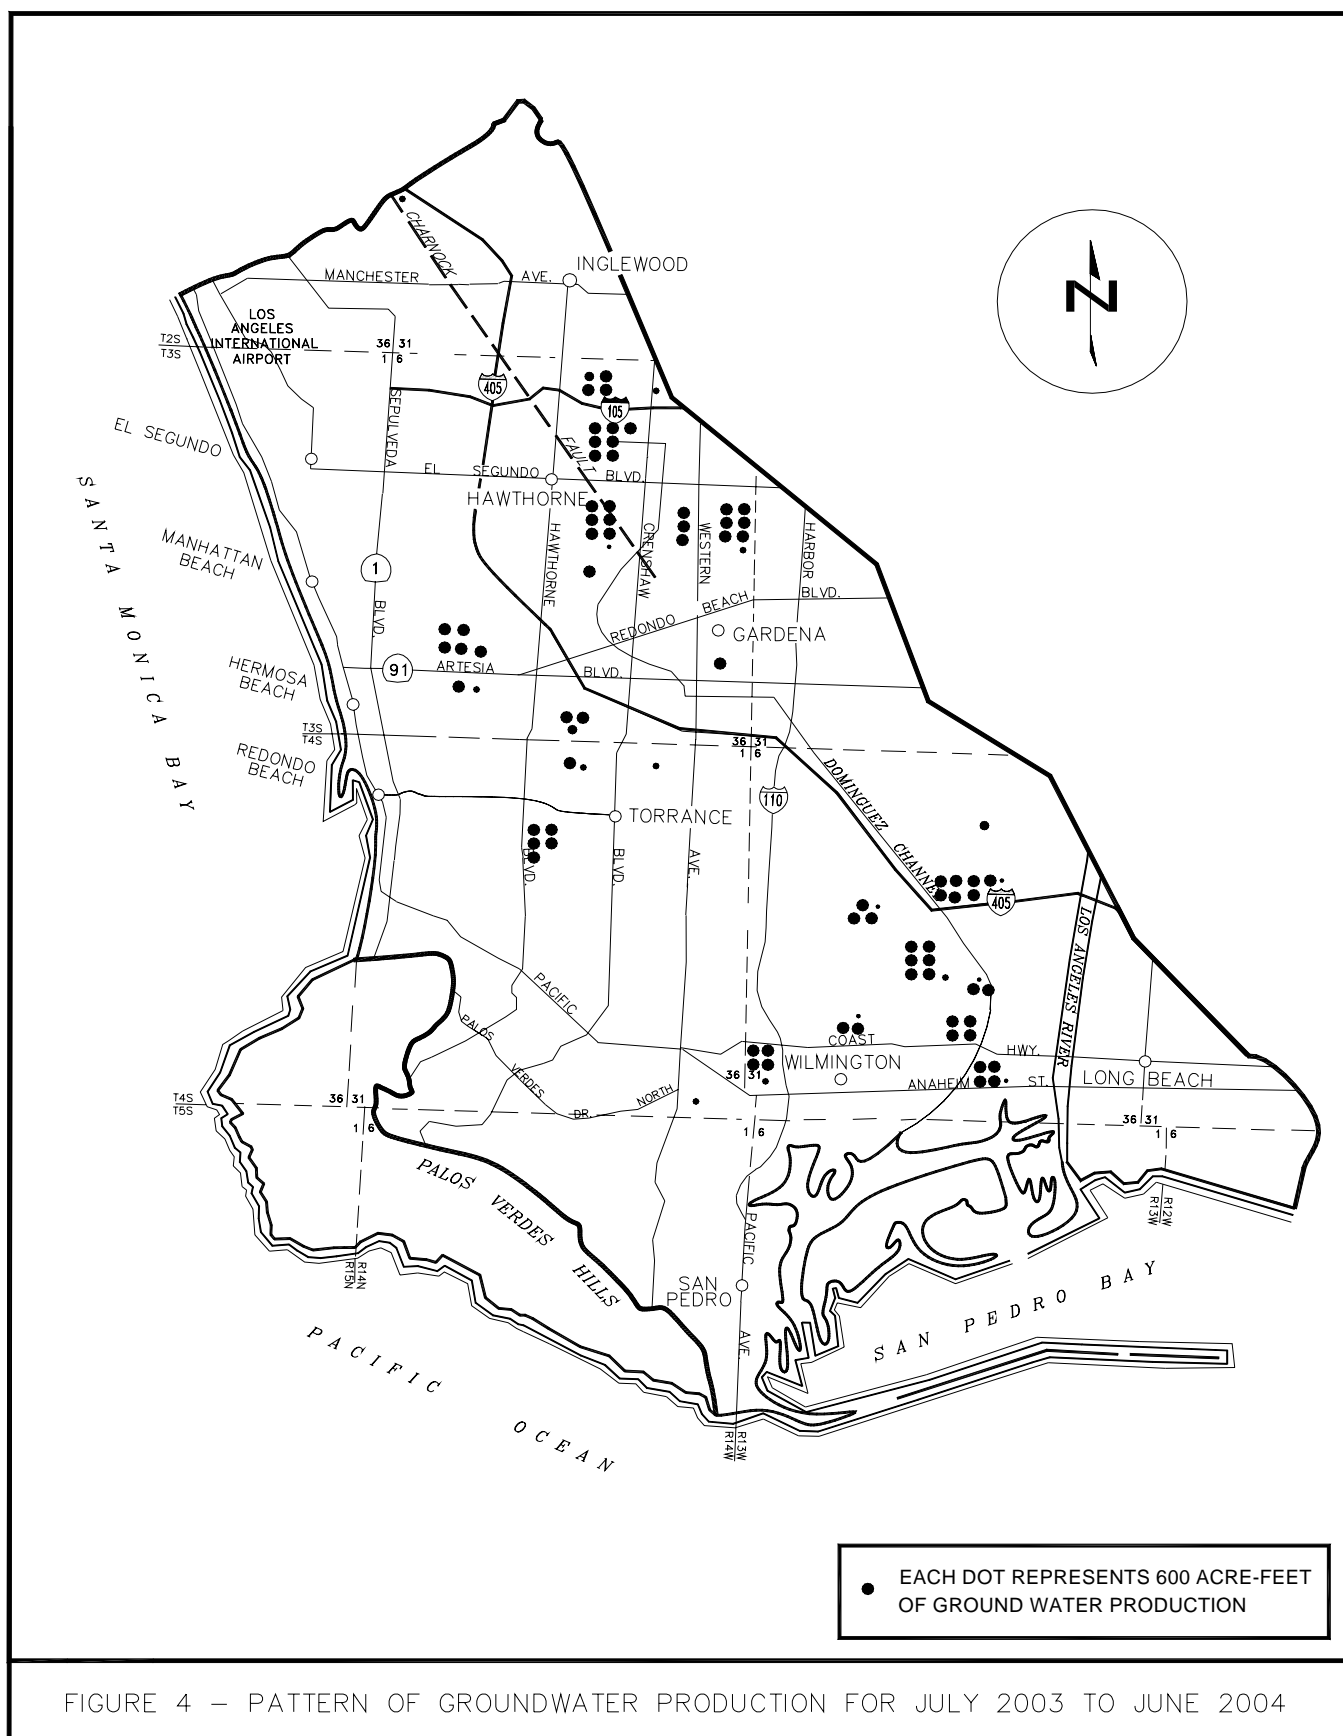 CHARNOCK
FAULT
INGLEWOOD
MANCHESTER AVE.
LOS
ANGELES
INTERNATIONAL
AIRPORT
T2S
T3S
36 31
1 6
405
105
SEPULVEDA
BLVD.
EL SEGUNDO
EL SEGUNDO BLVD.
HAWTHORNE
HAWTHORNE
BLVD.
CRENSHAW
BLVD.
WESTERN
AVE.
HARBOR
SANTA MONICA BAY
MANHATTAN
BEACH
1
REDONDO BEACH BLVD.
GARDENA
HERMOSA
BEACH
91
ARTESIA BLVD.
T3S
T4S
36 31
1 6
REDONDO
BEACH
TORRANCE
110
DOMINGUEZ CHANNEL
405
LOS ANGELES RIVER
PACIFIC
COAST
HWY.
PALOS
VERDES
DR.
NORTH
WILMINGTON
36 31
ANAHEIM ST.
LONG BEACH
T4S
T5S
36 31
1 6
1 6
36 31
1 6
PALOS VERDES HILLS
R14N
R15N
R12W
R13W
PACIFIC
AVE.
SAN
PEDRO
SAN PEDRO BAY
PACIFIC OCEAN
R13W
R14W
N
EACH DOT REPRESENTS 600 ACRE-FEET
OF GROUND WATER PRODUCTION
FIGURE 4 – PATTERN OF GROUNDWATER PRODUCTION FOR JULY 2003 TO JUNE 2004